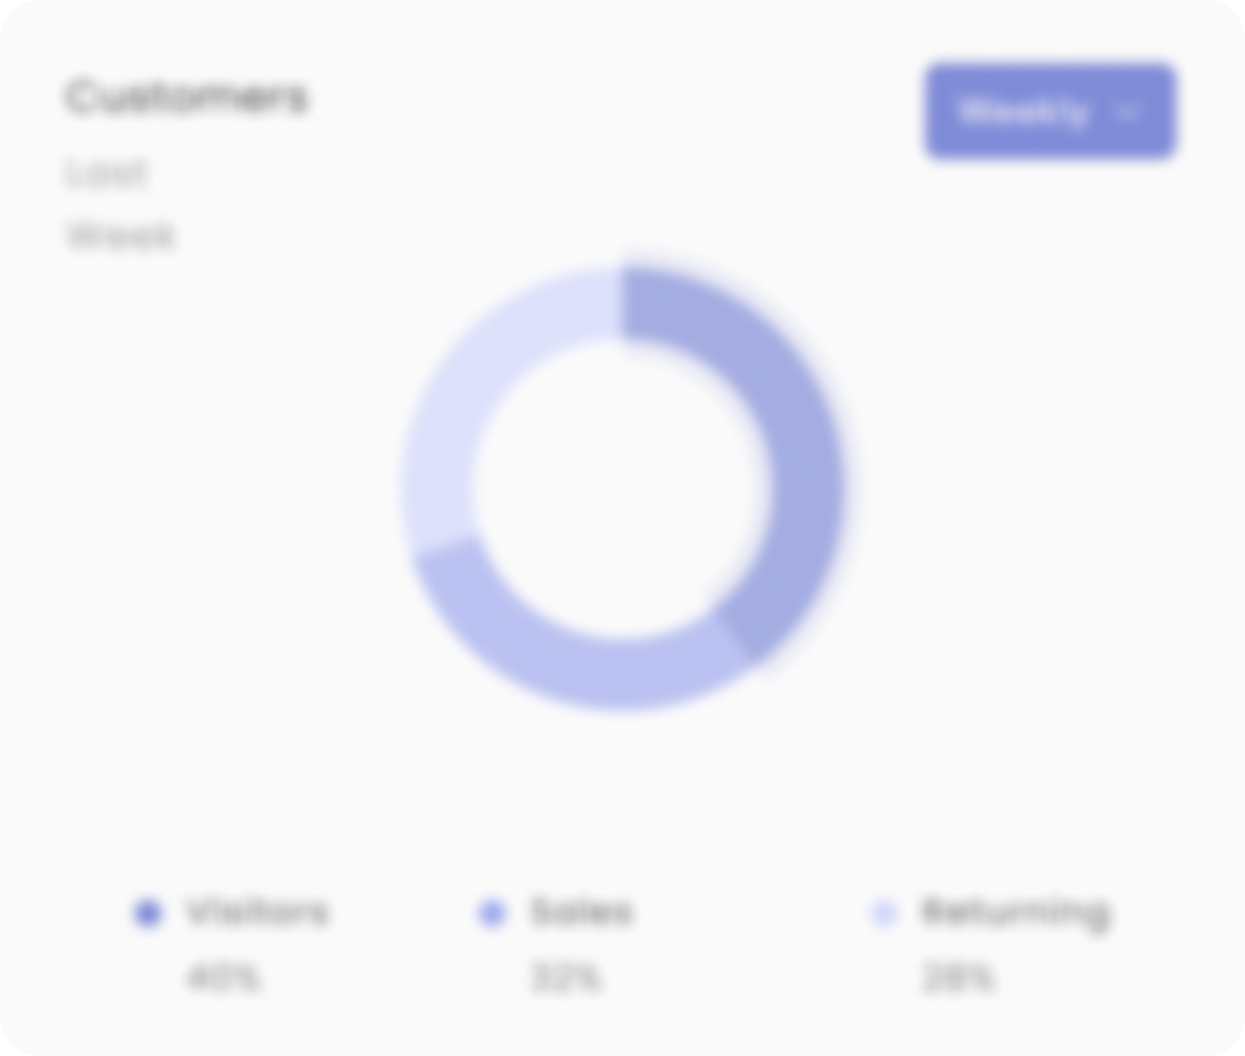 Customers
Weekly
Last
Week
Visitors
Sales
Returning
40%
32%
28%